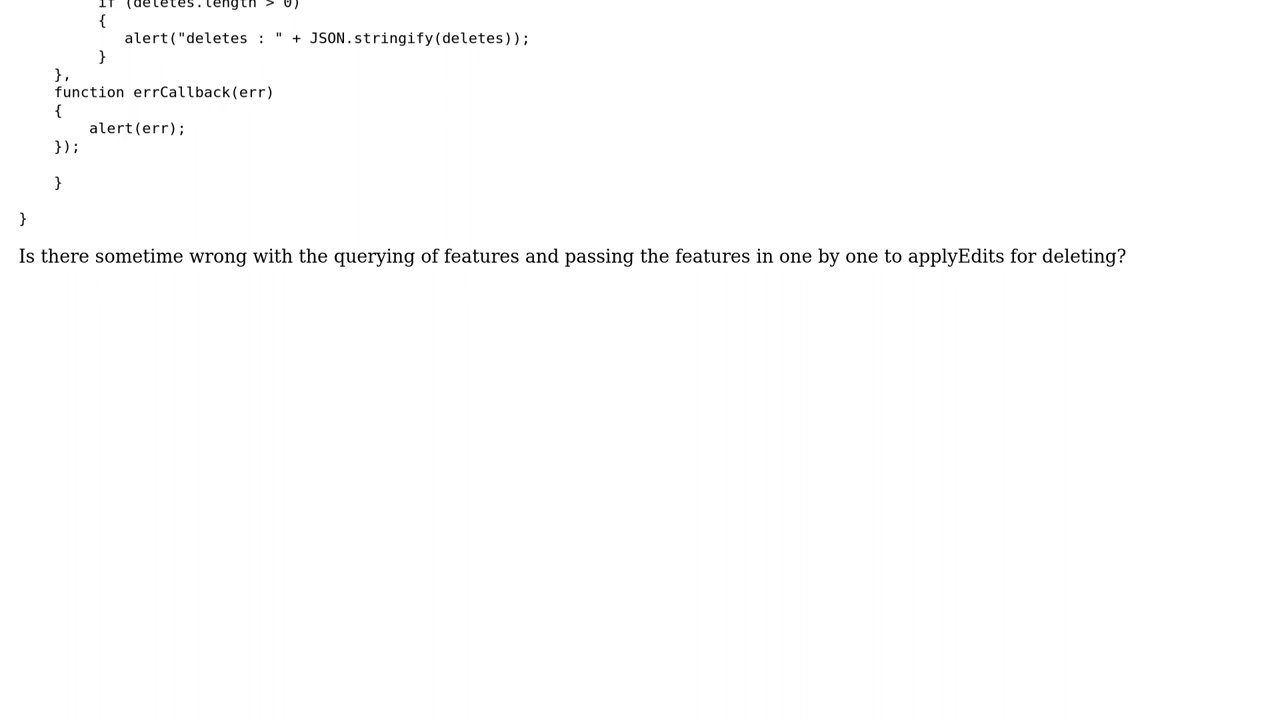 if (deletes.length > 0)
{
alert("deletes : " + JSON.stringify(deletes));
}
},
function errCallback(err)
{
alert(err);
});
}
}
Is there sometime wrong with the querying of features and passing the features in one by one to applyEdits for deleting?